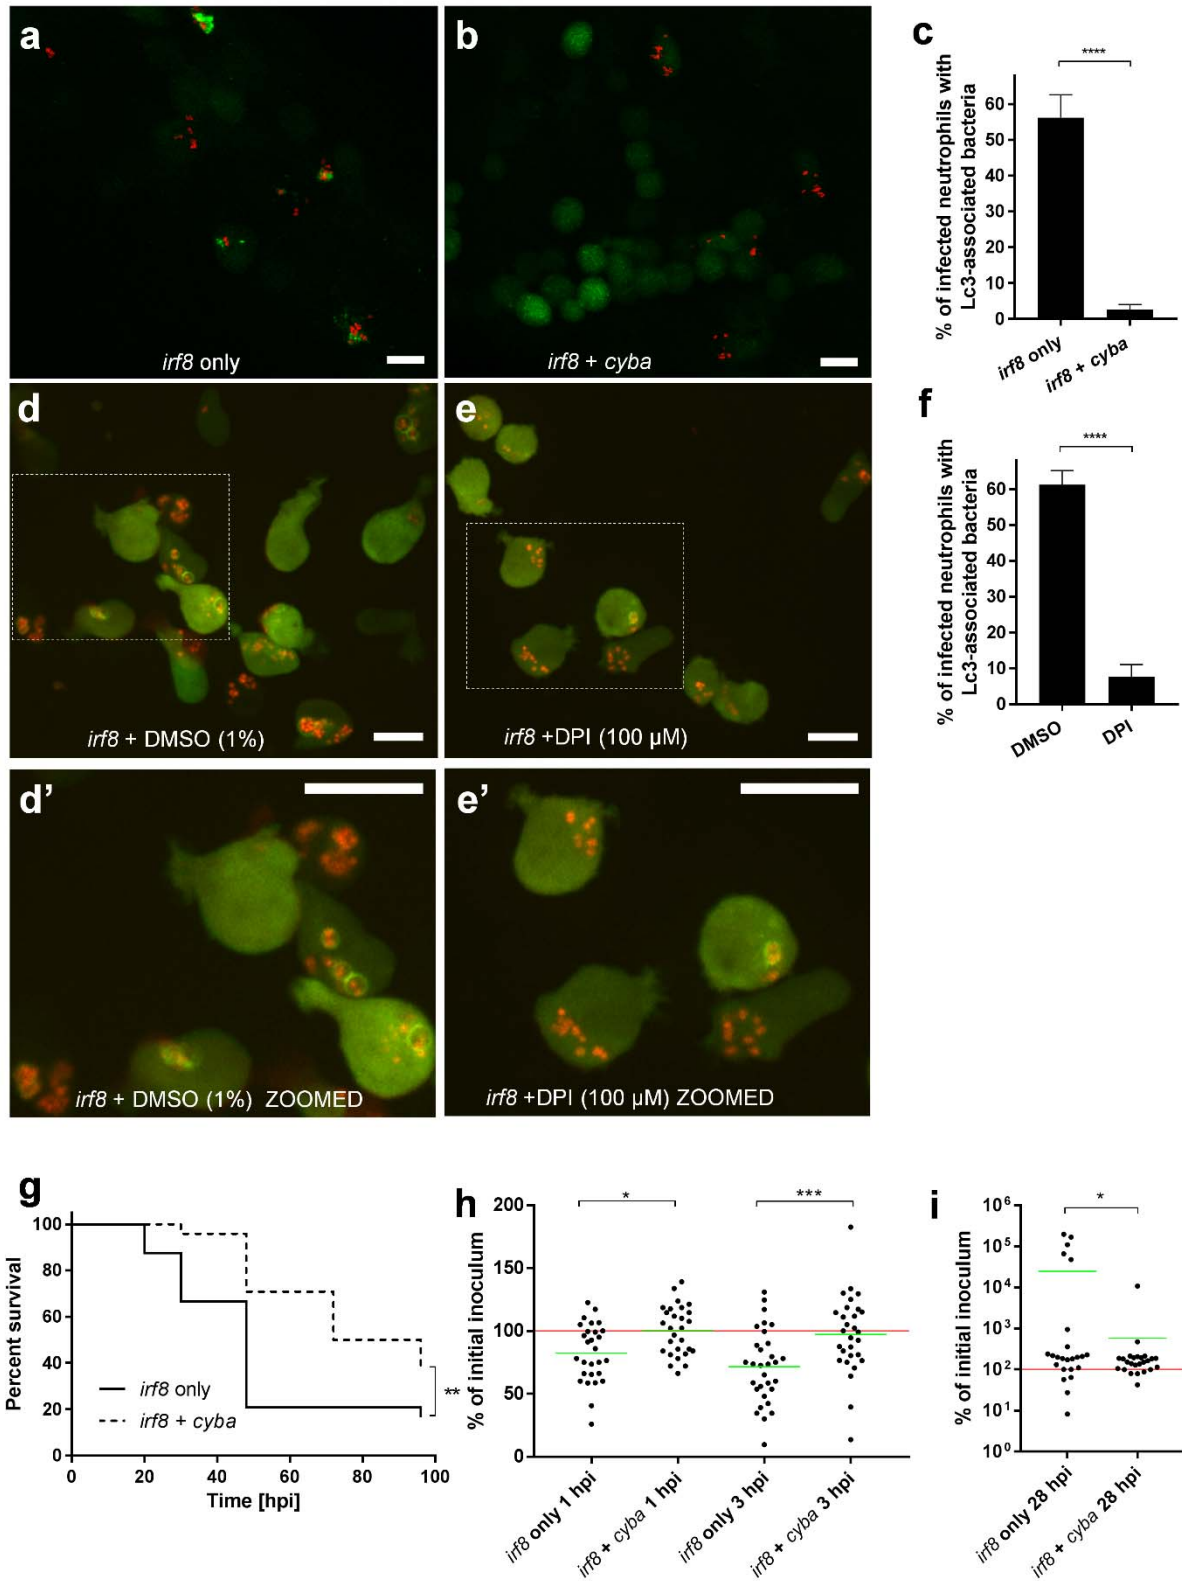 a
irf8 only
b
irf8 + cyba
c
****
% of infected neutrophils with
Lc3-associated bacteria
60
50
40
30
20
10
0
irf8 only
irf8 + cyba
d
irf8 + DMSO (1%)
e
irf8 +DPI (100 µM)
f
****
% of infected neutrophils with
Lc3-associated bacteria
60
50
40
30
20
10
0
DMSO
DPI
d’
irf8 + DMSO (1%) ZOOMED
e’
irf8 +DPI (100 µM) ZOOMED
g
Percent survival
100
80
60
40
20
0
irf8 only
irf8 + cyba
**
0 20 40 60 80 100
Time [hpi]
h
% of initial inoculum
200
150
100
50
0
*
***
irf8 only 1 hpi
irf8 + cyba 1 hpi
irf8 only 3 hpi
irf8 + cyba 3 hpi
i
% of initial inoculum
10⁶
10⁵
10⁴
10³
10²
10¹
10⁰
*
irf8 only 28 hpi
irf8 + cyba 28 hpi